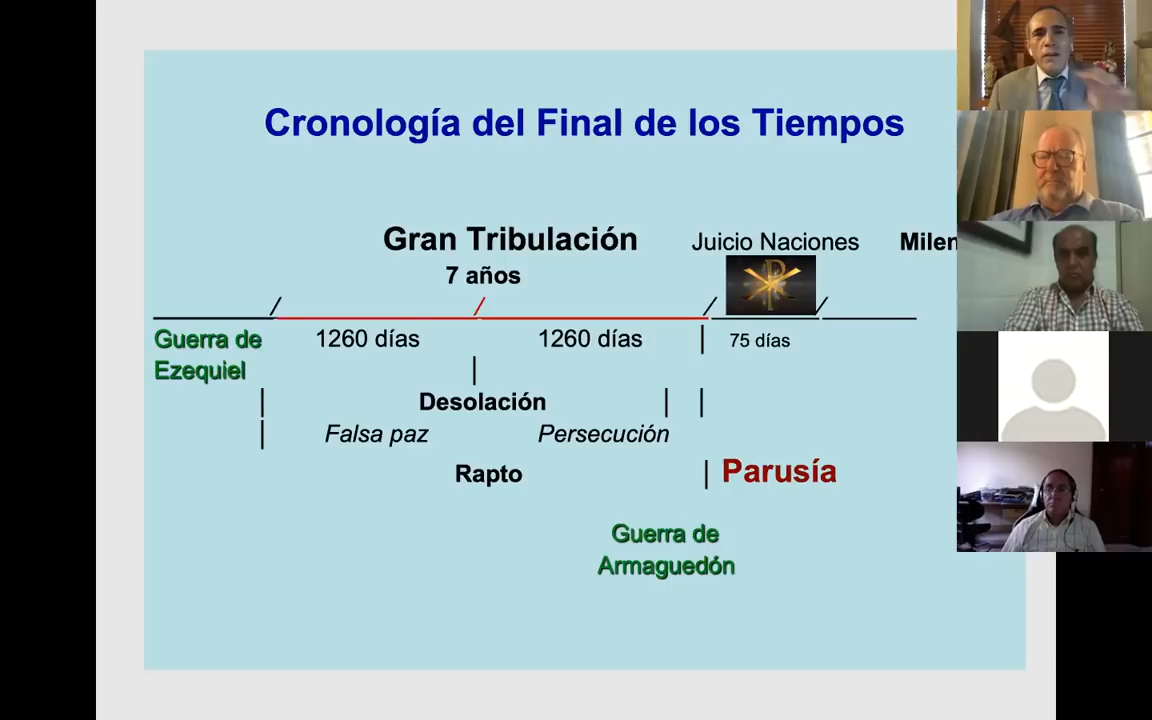 Cronología del Final de los Tiempos
Gran Tribulación
Juicio Naciones
Milen
7 años
Guerra de
Ezequiel
1260 días
1260 días
75 días
Desolación
Falsa paz
Persecución
Rapto
Parusía
Guerra de
Armaguedón